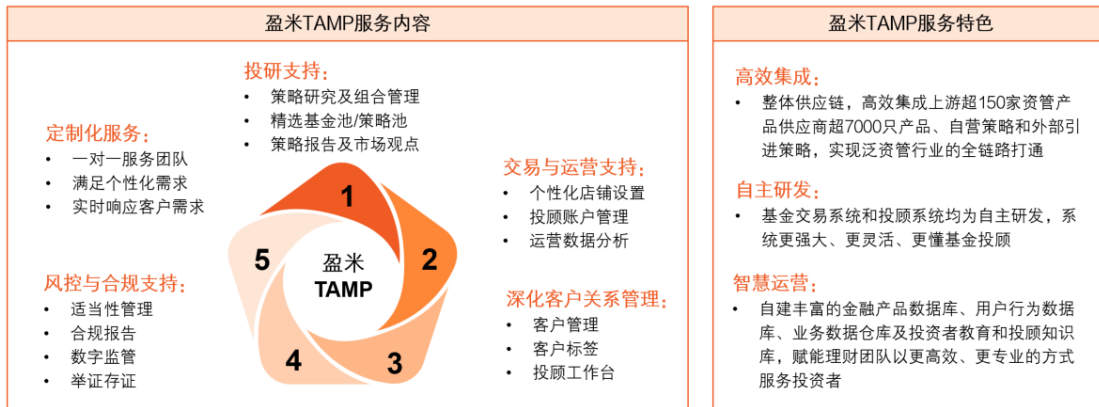 盈米TAMP服务内容
投研支持：
• 策略研究及组合管理
• 精选基金池/策略池
• 策略报告及市场观点
定制化服务：
• 一对一服务团队
• 满足个性化需求
• 实时响应客户需求
交易与运营支持：
• 个性化店铺设置
• 投顾账户管理
• 运营数据分析
风控与合规支持：
• 适当性管理
• 合规报告
• 数字监管
• 举证存证
深化客户关系管理：
• 客户管理
• 客户标签
• 投顾工作台
1
2
3
4
5
盈米
TAMP
盈米TAMP服务特色
高效集成：
• 整体供应链，高效集成上游超150家资管产
品供应商超7000只产品、自营策略和外部引
进策略，实现泛资管行业的全链路打通
自主研发：
• 基金交易系统和投顾系统均为自主研发，系
统更强大、更灵活、更懂基金投顾
智慧运营：
• 自建丰富的金融产品数据库、用户行为数据
库、业务数据仓库及投资者教育和投顾知识
库，赋能理财团队以更高效、更专业的方式
服务投资者